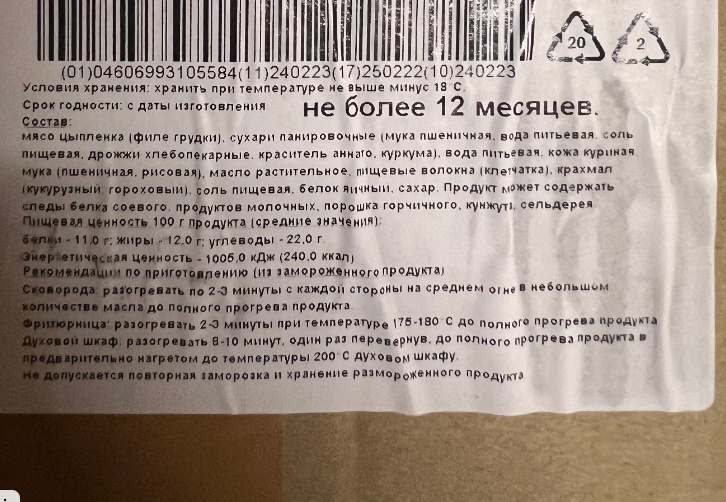 20
2
(01)04606993105584(11)240223(17)250222(10)240223
Условия хранения: хранить при температуре не выше минус 18 С.
Срок годности: с даты изготовления не более 12 месяцев.
Состав:
мясо цыпленка (филе грудки), сухари панировочные (мука пшеничная, вода питьевая, соль
пищевая, дрожжи хлебопекарные, краситель аннато, куркума), вода питьевая, кожа куриная
мука (пшеничная, рисовая), масло растительное, пищевые волокна (клетчатка), крахмал
(кукурузный, гороховый), соль пищевая, белок яичный, сахар. Продукт может содержать
следы белка соевого, продуктов молочных, порошка горчичного, кунжута, сельдерея
Пищевая ценность 100 г продукта (средние значения):
белки - 11.0 г; жиры - 12.0 г; углеводы - 22.0 г
Энергетическая ценность - 1005.0 кДж (240.0 ккал)
Рекомендации по приготовлению (из замороженного продукта)
Сковорода: разогревать по 2-3 минуты с каждой стороны на среднем огне в небольшом
количестве масла до полного прогрева продукта.
Фритюрница: разогревать 2-3 минуты при температуре 175-180 С до полного прогрева продукта
Духовой шкаф: разогревать 8-10 минут, один раз перевернув, до полного прогрева продукта в
предварительно нагретом до температуры 200 С духовом шкафу.
Не допускается повторная заморозка и хранение размороженного продукта